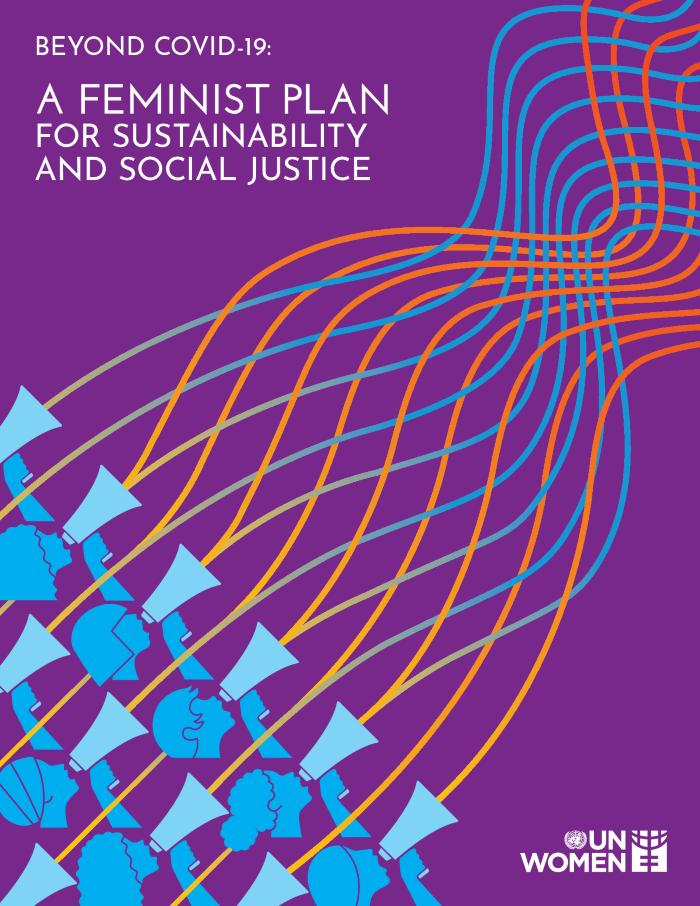 BEYOND COVID-19:
A FEMINIST PLAN
FOR SUSTAINABILITY
AND SOCIAL JUSTICE
UN
WOMEN